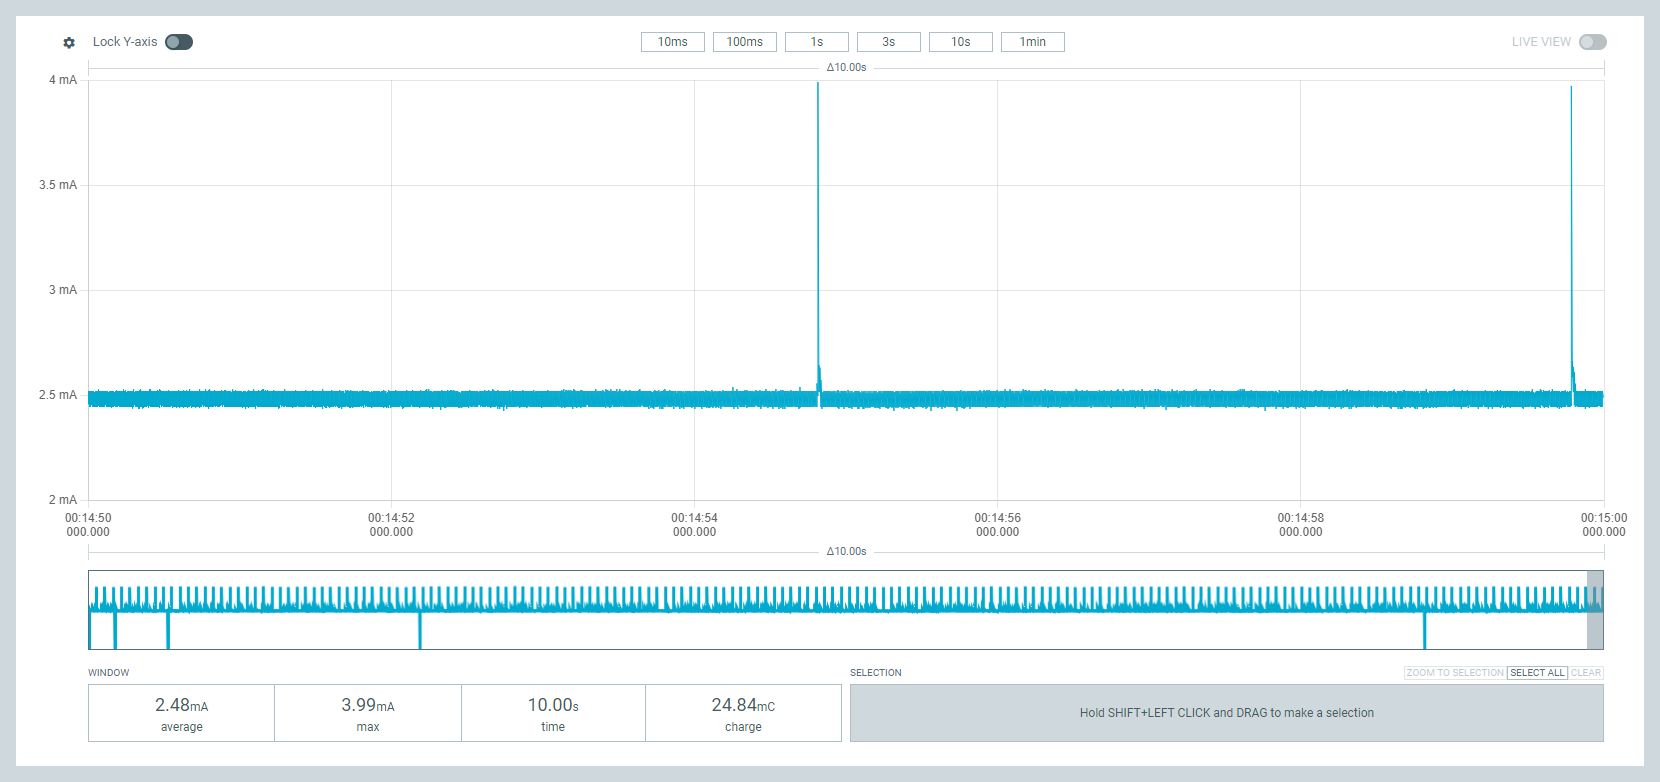 Lock Y-axis
10ms 100ms 1s 3s 10s 1min
LIVE VIEW
Δ10.00s
4 mA
3.5 mA
3 mA
2.5 mA
2 mA
00:14:50 00:14:52 00:14:54 00:14:56 00:14:58 00:15:00
000.000 000.000 000.000 000.000 000.000 000.000
Δ10.00s
WINDOW
2.48mA 3.99mA 10.00s 24.84mC
average max time charge
SELECTION
ZOOM TO SELECTION SELECT ALL CLEAR
Hold SHIFT+LEFT CLICK and DRAG to make a selection